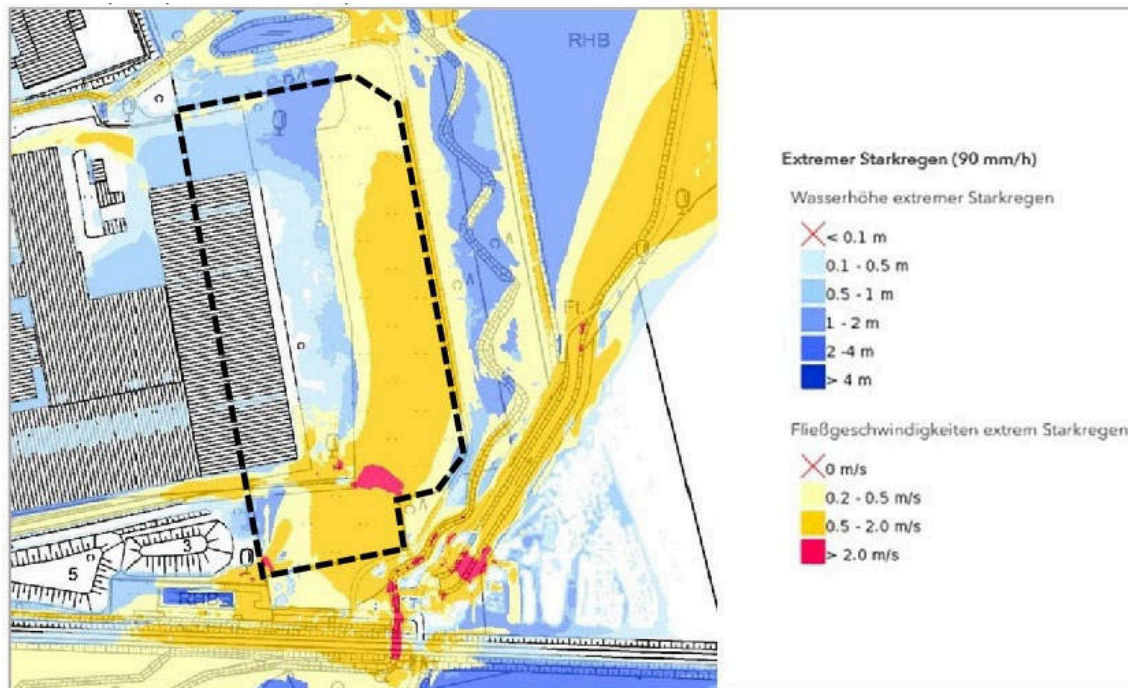 RHB
Ft.
3
5
RHB
Extremer Starkregen (90 mm/h)
Wasserhöhe extremer Starkregen
< 0.1 m
0.1 - 0.5 m
0.5 - 1 m
1 - 2 m
2 -4 m
> 4 m
Fließgeschwindigkeiten extrem Starkregen
0 m/s
0.2 - 0.5 m/s
0.5 - 2.0 m/s
> 2.0 m/s